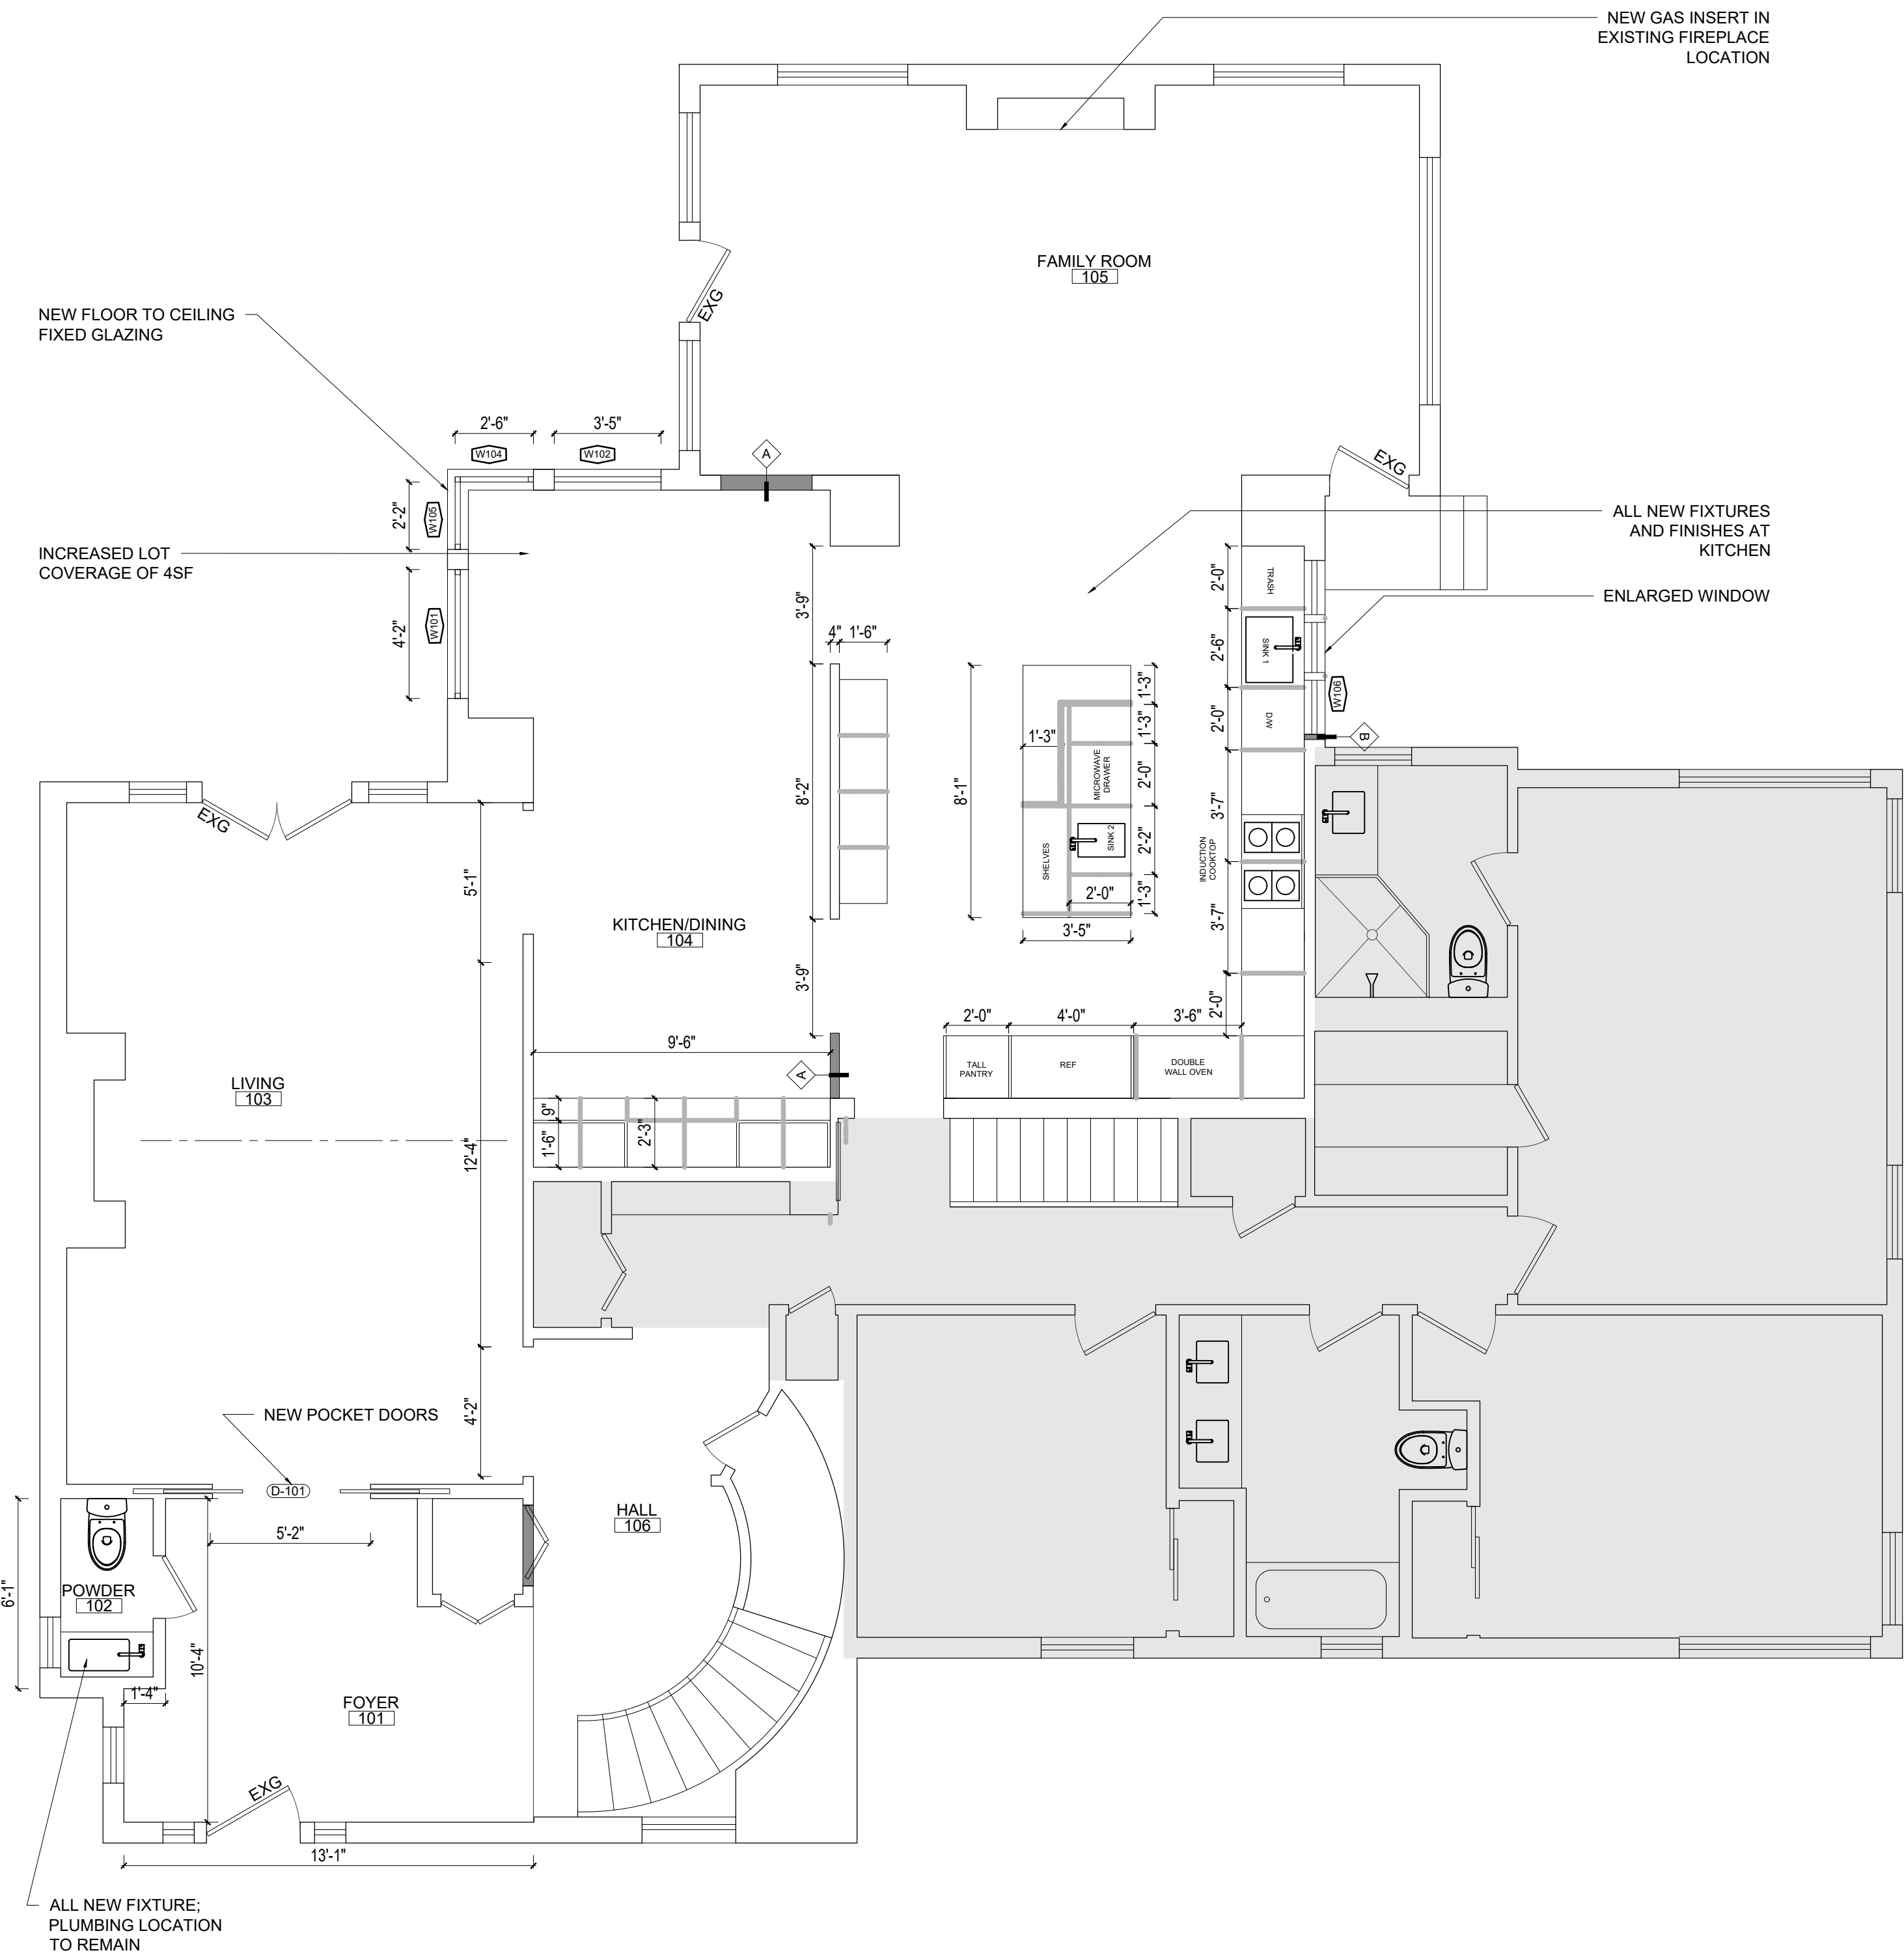 NEW GAS INSERT IN
EXISTING FIREPLACE
LOCATION
FAMILY ROOM
105
EXG
NEW FLOOR TO CEILING
FIXED GLAZING
2'-6"
3'-5"
W104
W102
A
EXG
2'-2"
W105
INCREASED LOT
COVERAGE OF 4SF
4'-2"
W101
ALL NEW FIXTURES
AND FINISHES AT
KITCHEN
ENLARGED WINDOW
3'-9"
4"
1'-6"
8'-2"
3'-9"
2'-0"
TRASH
2'-6"
SINK 1
2'-0"
D/W
W106
B
3'-7"
INDUCTION
COOKTOP
3'-7"
2'-0"
8'-1"
1'-3"
1'-3"
1'-3"
MICROWAVE
DRAWER
2'-0"
SHELVES
SINK 2
2'-2"
2'-0"
1'-3"
3'-5"
EXG
5'-1"
KITCHEN/DINING
104
9'-6"
2'-0"
4'-0"
3'-6"
TALL
PANTRY
REF
DOUBLE
WALL OVEN
A
LIVING
103
9"
1'-6"
2'-3"
12'-4"
4'-2"
NEW POCKET DOORS
D-101
5'-2"
HALL
106
6'-1"
POWDER
102
10'-4"
1'-4"
FOYER
101
EXG
13'-1"
ALL NEW FIXTURE;
PLUMBING LOCATION
TO REMAIN